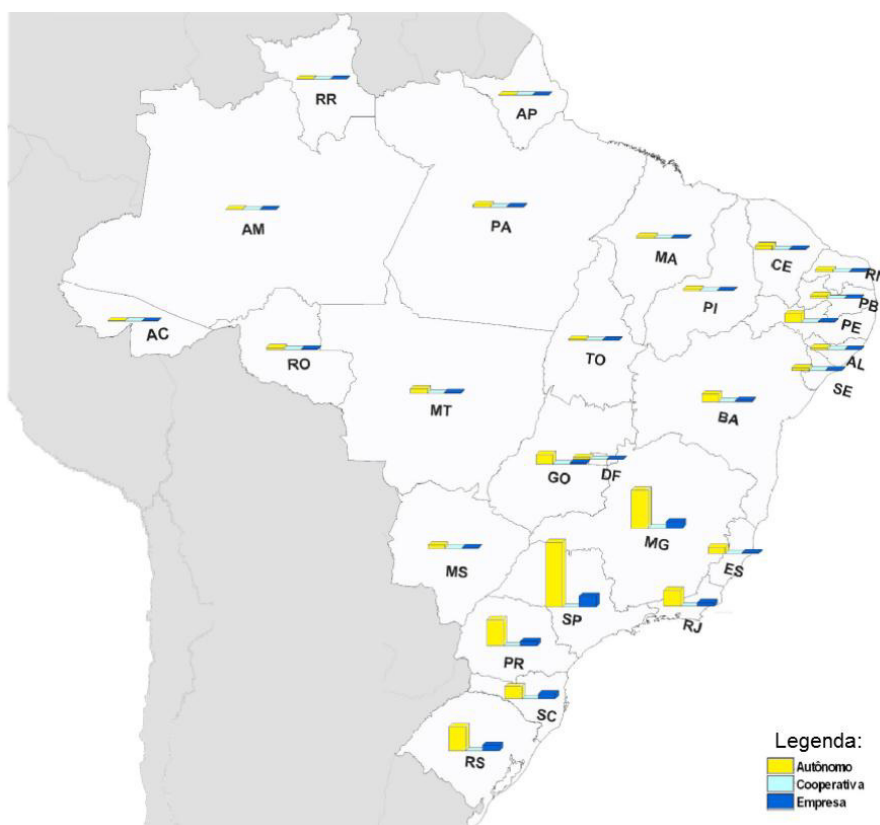 RR
AP
AM
PA
MA
CE
PI
PB
PE
AC
RO
TO
AL
SE
MT
BA
GO
DF
MG
MS
ES
SP
RJ
PR
SC
RS
Legenda:
Autônomo
Cooperativa
Empresa